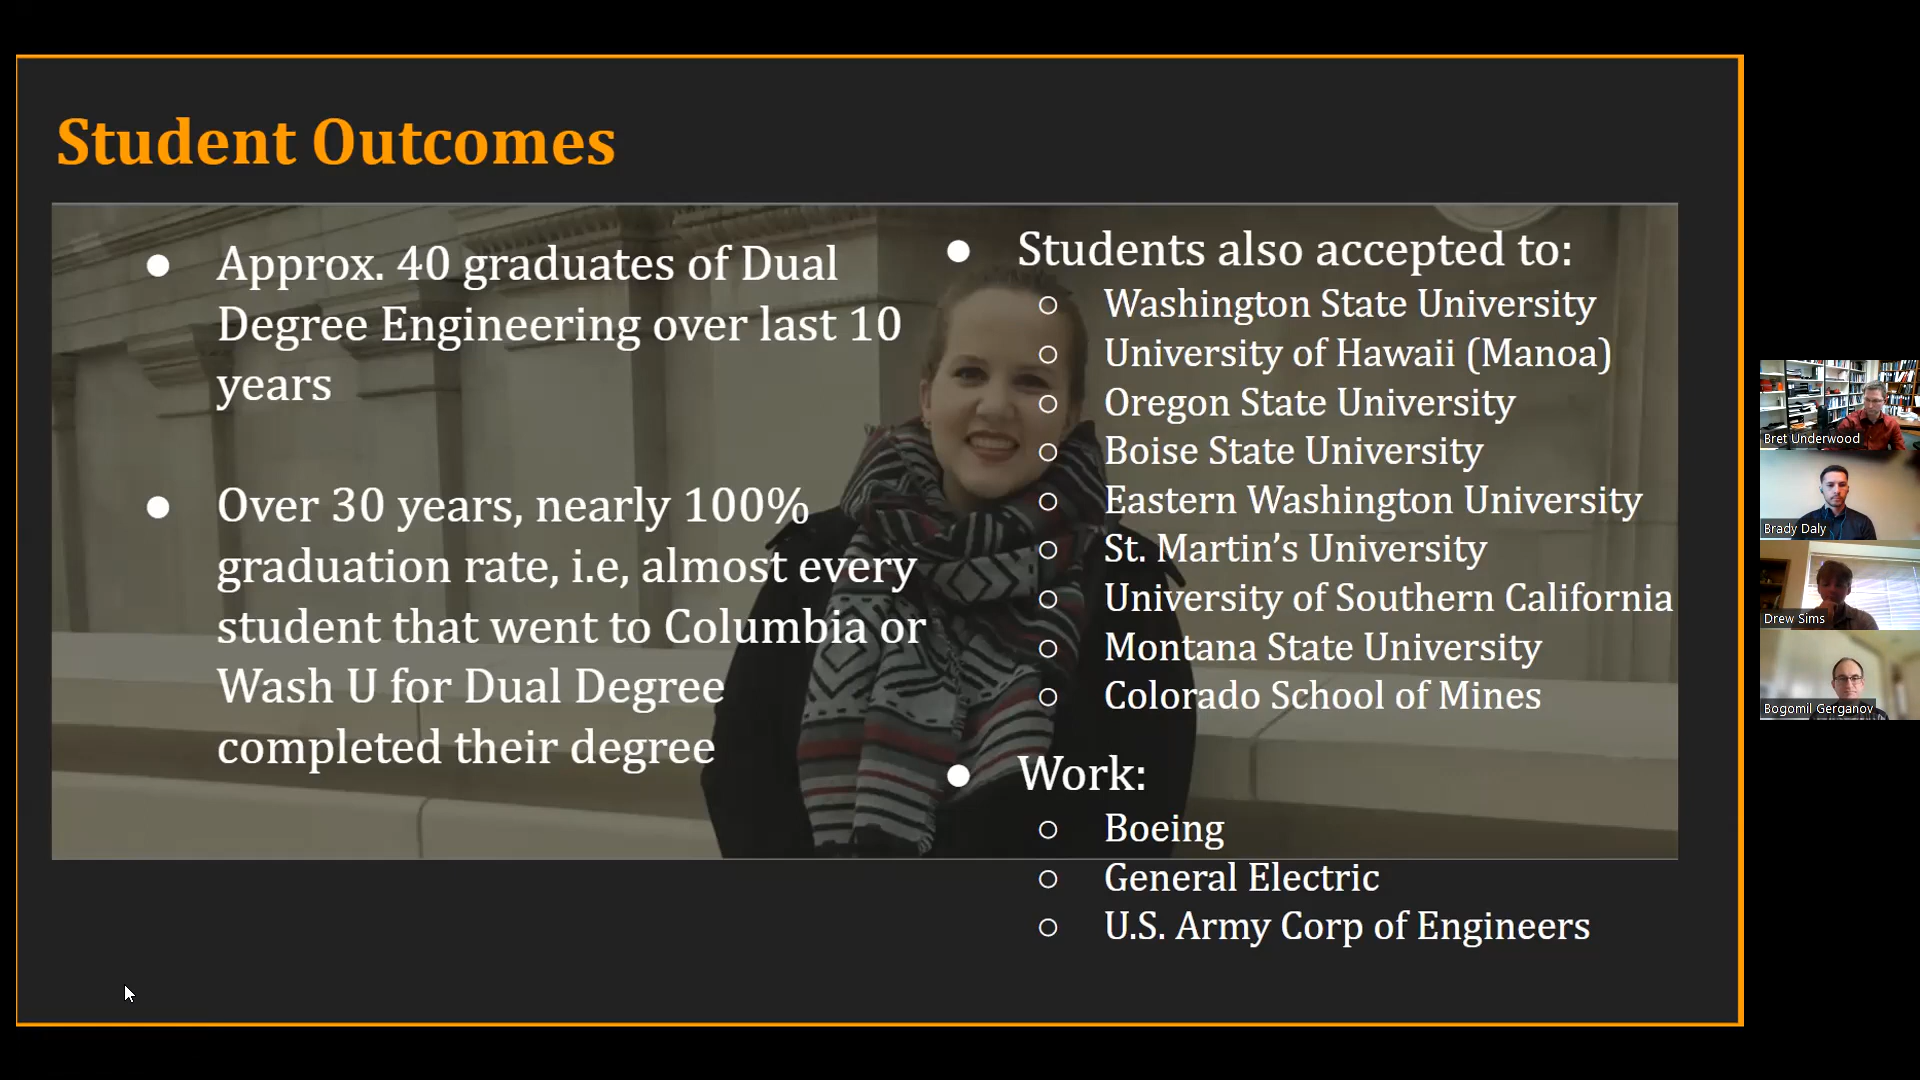 Student Outcomes
● Approx. 40 graduates of Dual
Degree Engineering over last 10
years
● Over 30 years, nearly 100%
graduation rate, i.e, almost every
student that went to Columbia or
Wash U for Dual Degree
completed their degree
● Students also accepted to:
○ Washington State University
○ University of Hawaii (Manoa)
○ Oregon State University
○ Boise State University
○ Eastern Washington University
○ St. Martin’s University
○ University of Southern California
○ Montana State University
○ Colorado School of Mines
● Work:
○ Boeing
○ General Electric
○ U.S. Army Corp of Engineers
Bret Underwood
Brady Daly
Drew Sims
Bogomil Gerganov